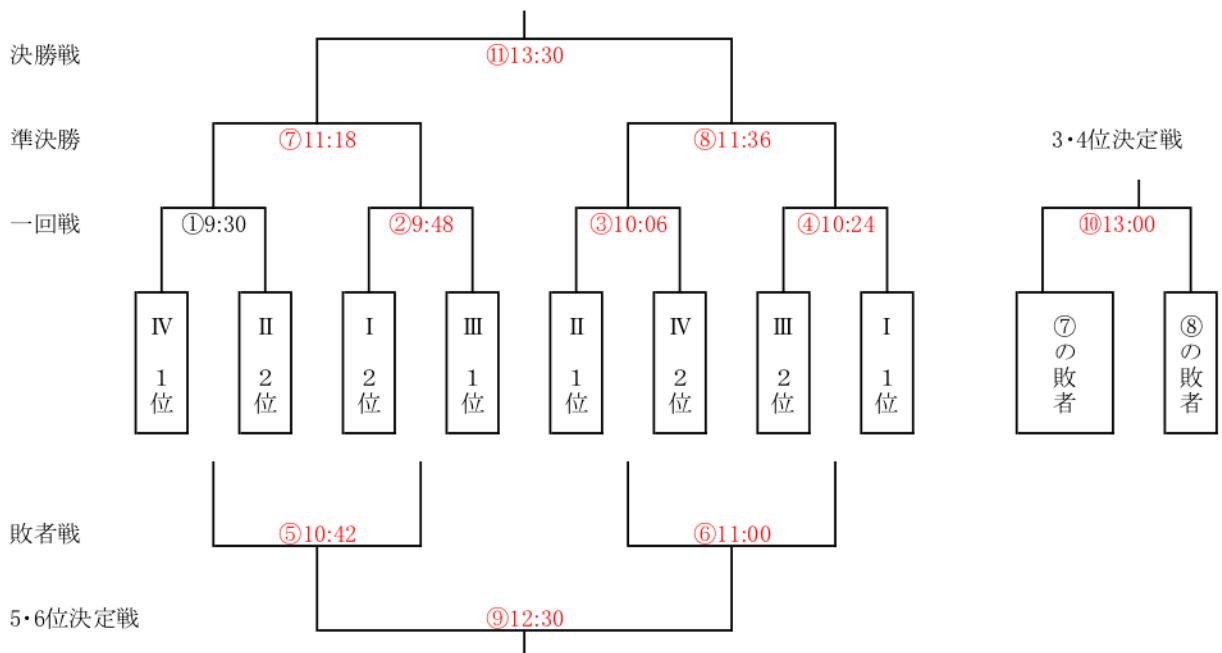 決勝戦
⑪13:30
準決勝
⑦11:18
⑧11:36
3・4位決定戦
一回戦
①9:30
②9:48
③10:06
④10:24
⑩13:00
Ⅳ 1位
Ⅱ 2位
Ⅰ 2位
Ⅲ 1位
Ⅱ 1位
Ⅳ 2位
Ⅲ 2位
Ⅰ 1位
⑦の敗者
⑧の敗者
敗者戦
⑤10:42
⑥11:00
5・6位決定戦
⑨12:30